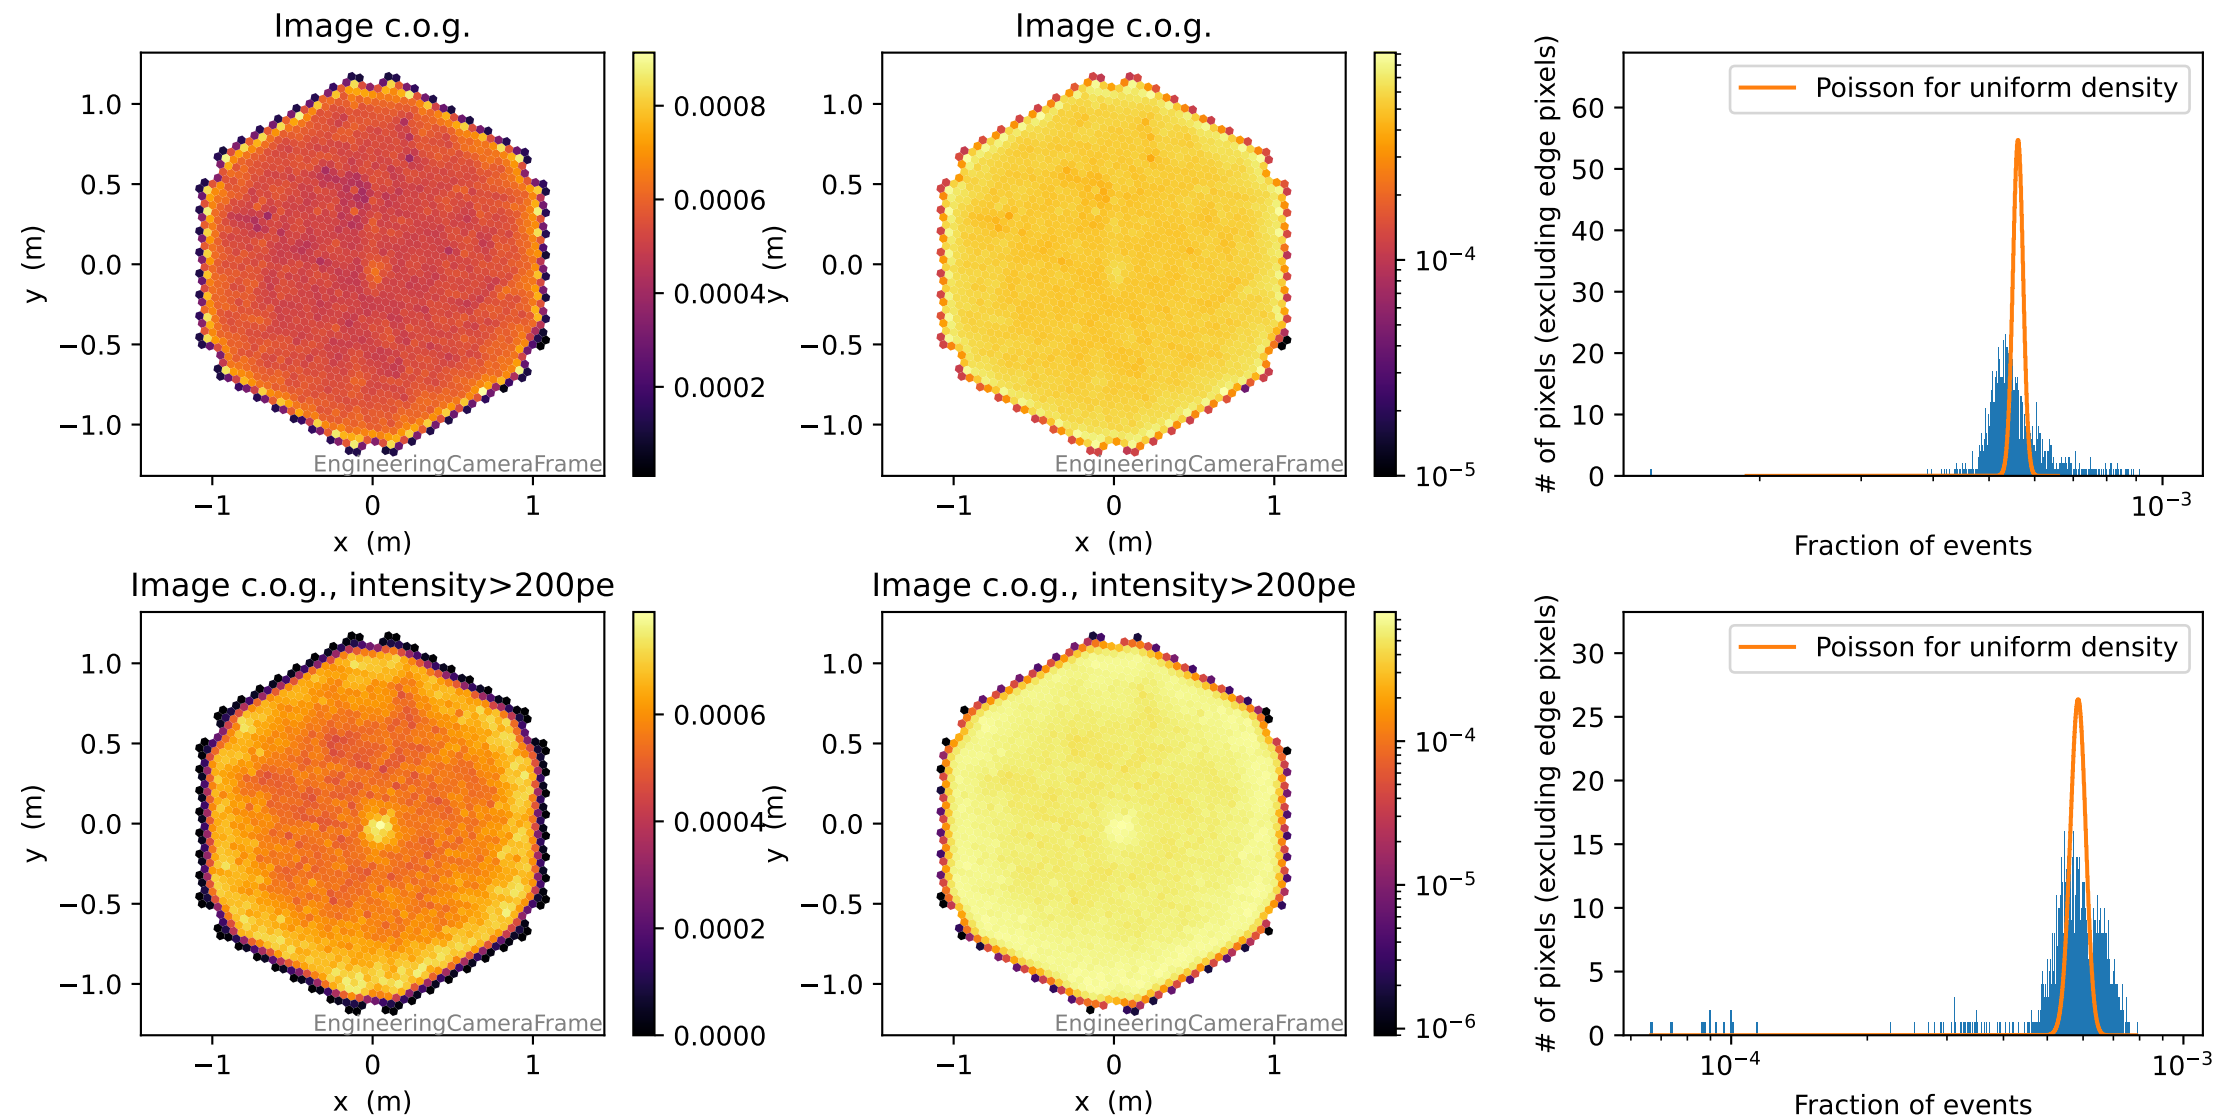 Image c.o.g.
y (m)
1.0
0.5
0.0
−0.5
−1.0
EngineeringCameraFrame
−1 0 1
x (m)
0.0008
0.0006
0.0004
0.0002
Image c.o.g.
y (m)
1.0
0.5
0.0
−0.5
−1.0
EngineeringCameraFrame
−1 0 1
x (m)
10−4
10−5
# of pixels (excluding edge pixels)
60
50
40
30
20
10
0
Poisson for uniform density
10−3
Fraction of events
Image c.o.g., intensity>200pe
y (m)
1.0
0.5
0.0
−0.5
−1.0
EngineeringCameraFrame
−1 0 1
x (m)
0.0006
0.0004
0.0002
0.0000
Image c.o.g., intensity>200pe
y (m)
1.0
0.5
0.0
−0.5
−1.0
EngineeringCameraFrame
−1 0 1
x (m)
10−4
10−5
10−6
# of pixels (excluding edge pixels)
30
25
20
15
10
5
0
Poisson for uniform density
10−4 10−3
Fraction of events